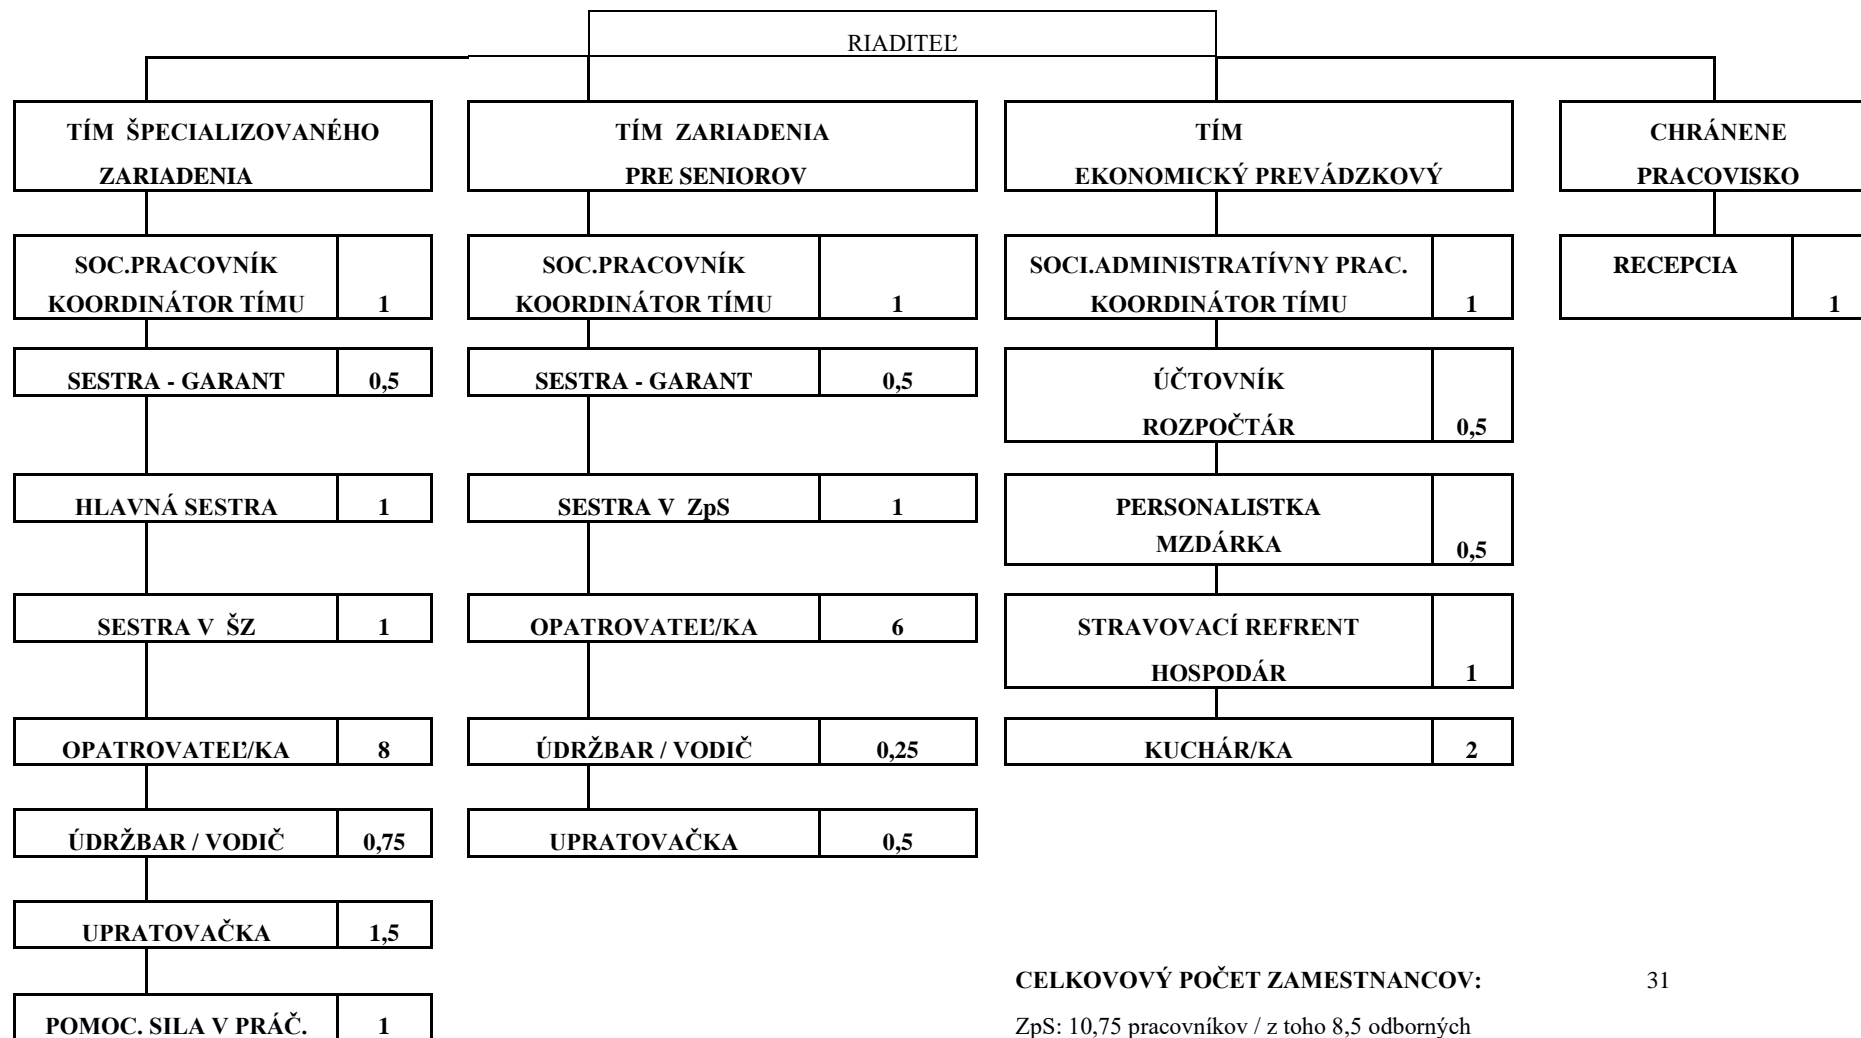 RIADITEĽ
TÍM ŠPECIALIZOVANÉHO
ZARIADENIA
SOC.PRACOVNÍK
KOORDINÁTOR TÍMU 1
SESTRA - GARANT 0,5
HLAVNÁ SESTRA 1
SESTRA V ŠZ 1
OPATROVATEĽ/KA 8
ÚDRŽBAR / VODIČ 0,75
UPRATOVAČKA 1,5
POMOC. SILA V PRÁČ. 1
TÍM ZARIADENIA
PRE SENIOROV
SOC.PRACOVNÍK
KOORDINÁTOR TÍMU 1
SESTRA - GARANT 0,5
SESTRA V ZpS 1
OPATROVATEĽ/KA 6
ÚDRŽBAR / VODIČ 0,25
UPRATOVAČKA 0,5
TÍM
EKONOMICKÝ PREVÁDZKOVÝ
SOCI.ADMINISTRATÍVNY PRAC.
KOORDINÁTOR TÍMU 1
ÚČTOVNÍK
ROZPOČTÁR 0,5
PERSONALISTKA
MZDÁRKA 0,5
STRAVOVACÍ REFRENT
HOSPODÁR 1
KUCHÁR/KA 2
CHRÁNENE
PRACOVISKO
RECEPCIA
1
CELKOVOVÝ POČET ZAMESTNANCOV: 31
ZpS: 10,75 pracovníkov / z toho 8,5 odborných